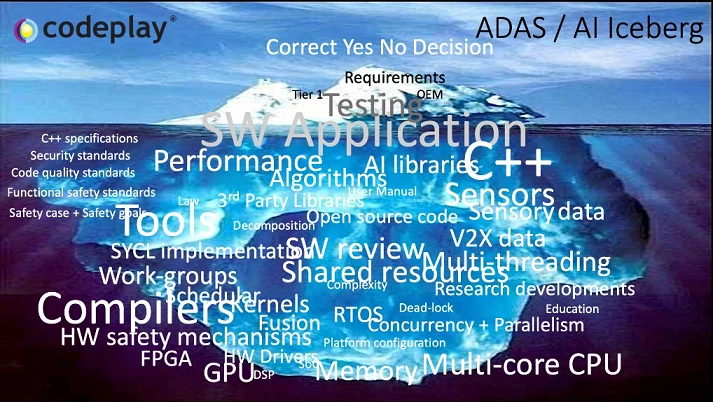 codeplay®
ADAS / AI Iceberg
Correct Yes No Decision
Requirements
Tier 1
OEM
Testing
SW Application
C++ specifications
Security standards
Code quality standards
Functional safety standards
Safety case + Safety goals
Performance
AI libraries
C++
Algorithms
User Manual
Sensors
Law
3rd Party Libraries
Open source code
Sensory data
Tools
Decomposition
V2X data
SYCL implementation
SW review
Multi-threading
Work-groups
Shared resources
Complexity
Research developments
Schedular
Compilers
Kernels
Dead-lock
Education
RTOS
Fusion
Concurrency + Parallelism
HW safety mechanisms
Platform configuration
FPGA
HW Drivers
SoC
GPU
DSP
Memory
Multi-core CPU